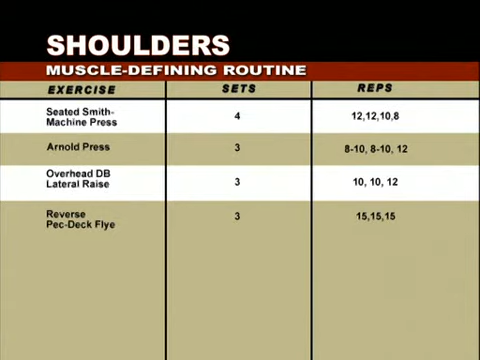 SHOULDERS
MUSCLE-DEFINING ROUTINE
EXERCISE SETS REPS
Seated Smith-
Machine Press 4 12,12,10,8
Arnold Press 3 8-10, 8-10, 12
Overhead DB
Lateral Raise 3 10, 10, 12
Reverse
Pec-Deck Flye 3 15,15,15